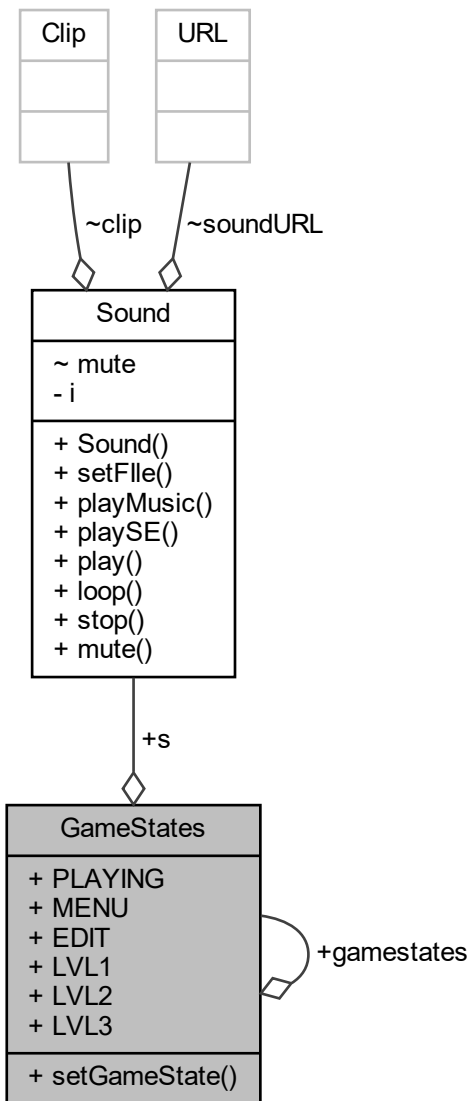 Clip
URL
~clip
~soundURL
Sound
~ mute
- i
+ Sound()
+ setFIle()
+ playMusic()
+ playSE()
+ play()
+ loop()
+ stop()
+ mute()
+s
GameStates
+ PLAYING
+ MENU
+ EDIT
+ LVL1
+ LVL2
+ LVL3
+gamestates
+ setGameState()